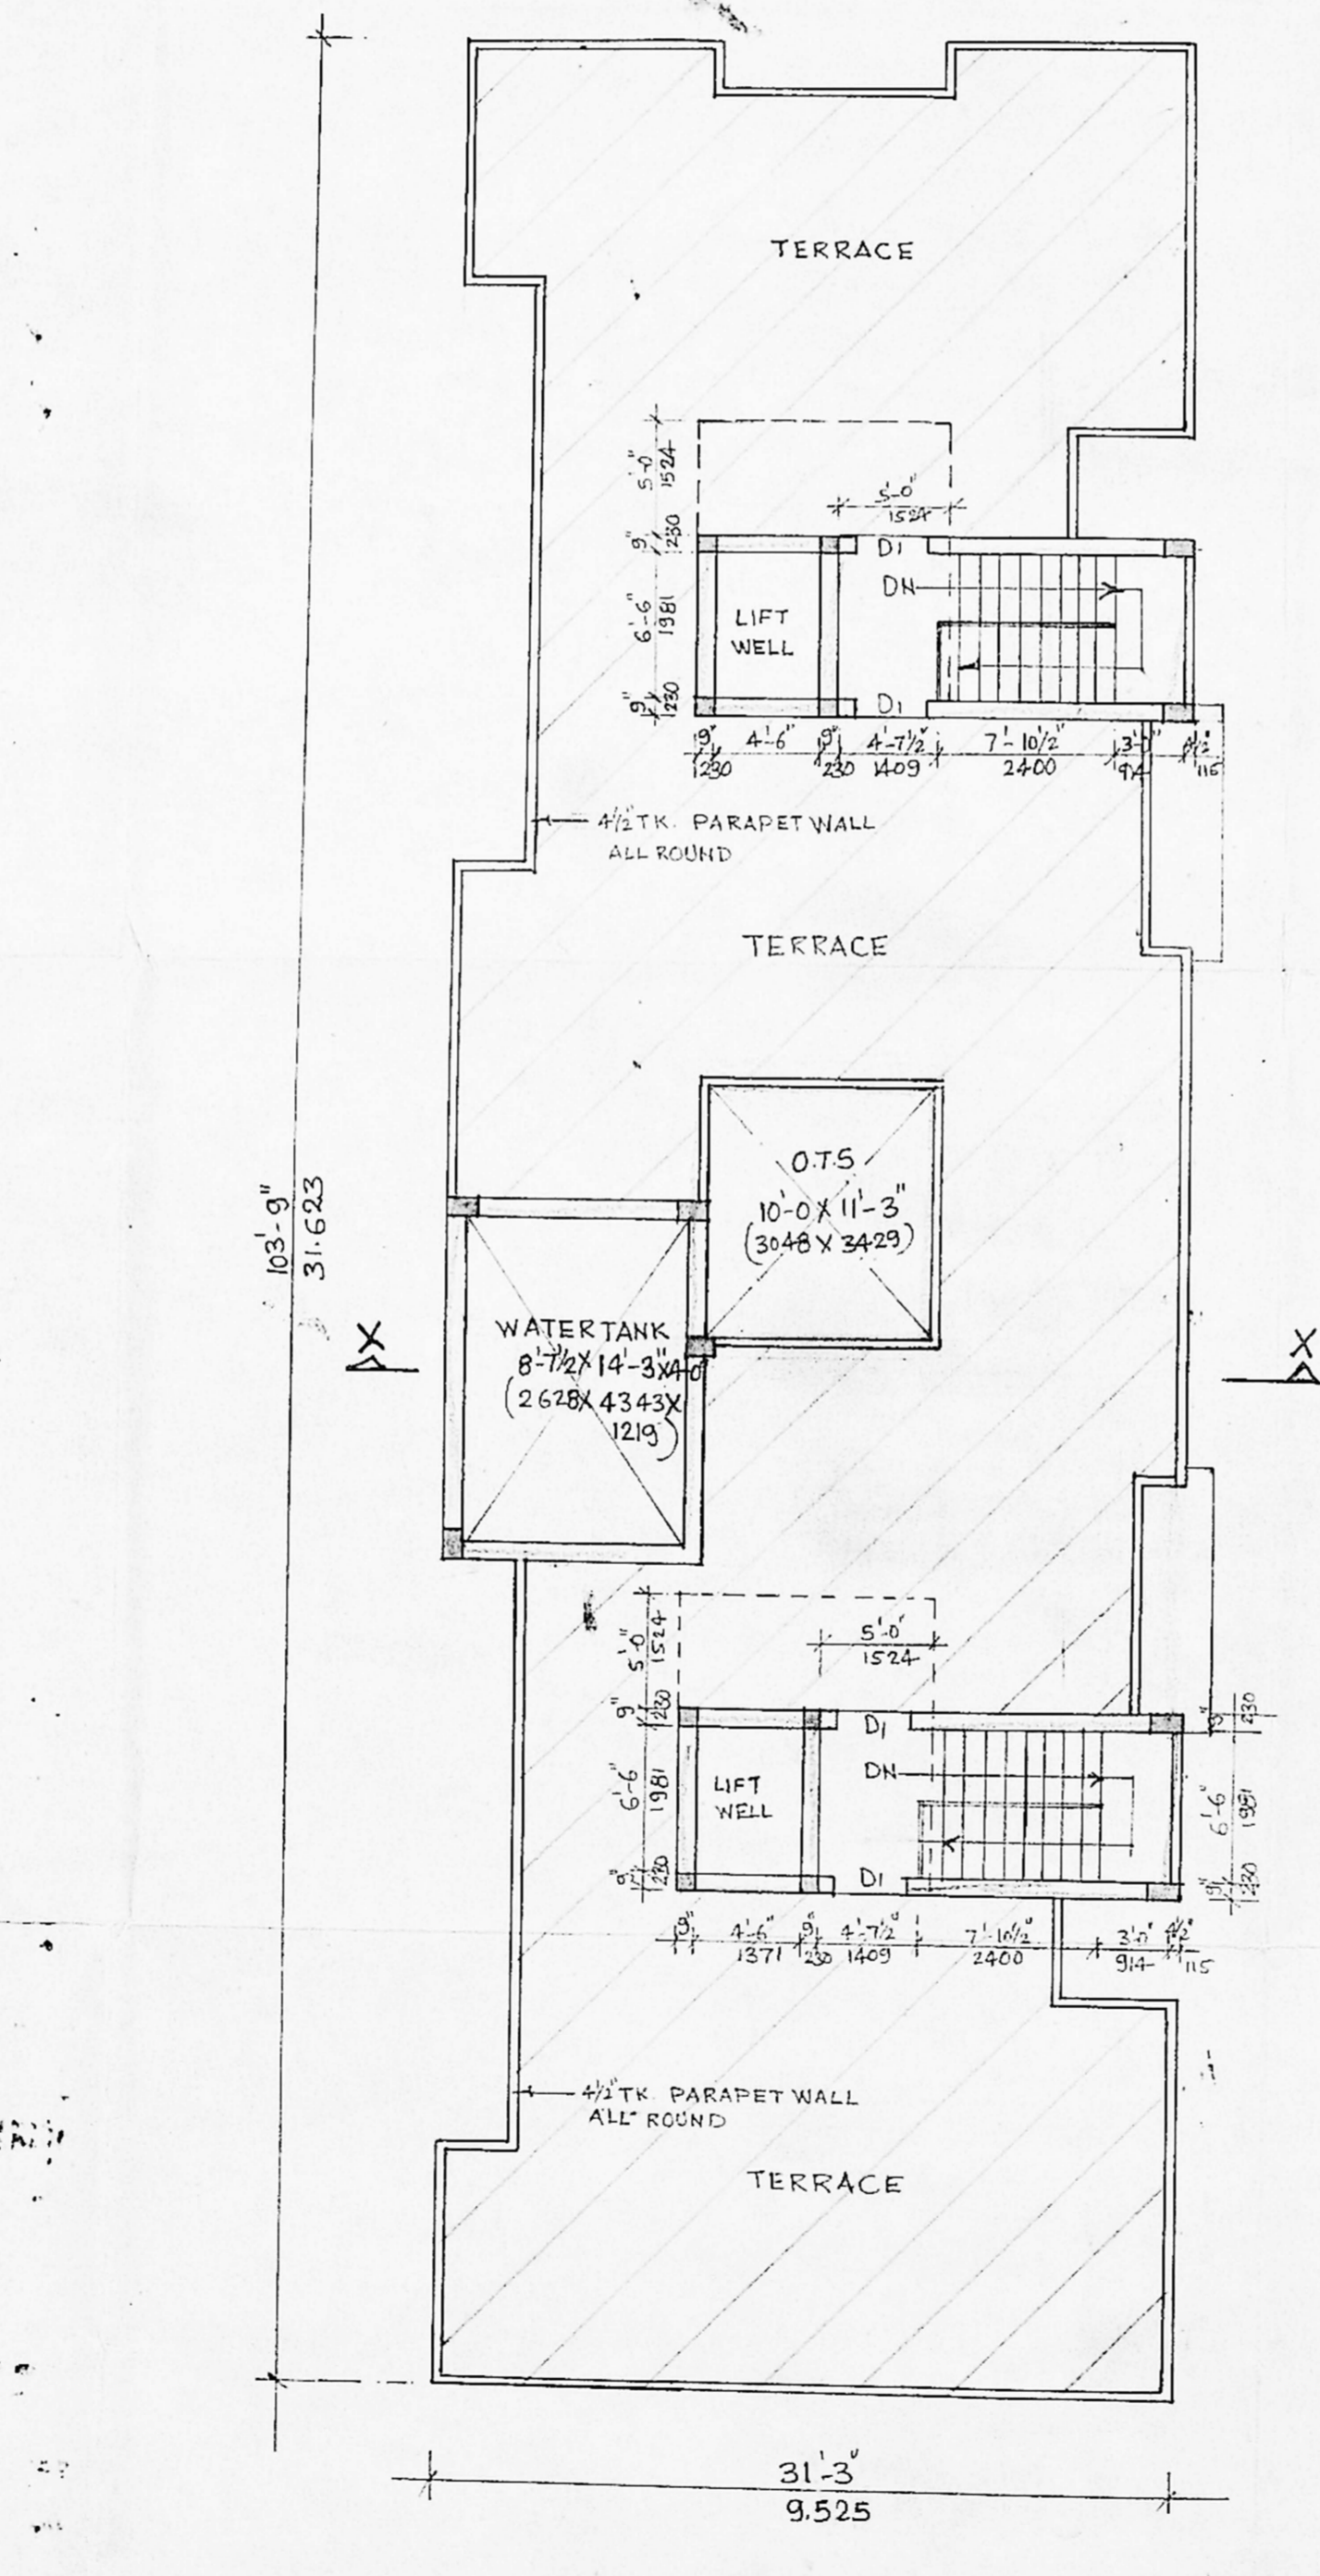 TERRACE
5'-0"
1524
5'-0"
1524
9"
230
D1
DN
6'-6"
1981
LIFT
WELL
9"
230
D1
9" 4'-6" 9" 4'-7½" 7'-10½" 3'-0" 4½"
230 230 1409 2400 914 115
4½" TK. PARAPET WALL
ALL ROUND
TERRACE
O.T.S
10'-0 X 11'-3"
(3048 X 3429)
103'-9"
31.623
WATER TANK
8'-7½ X 14'-3" X 4'-0"
(2628 X 4343 X
1219)
X
X
5'-0"
1524
5'-0"
1524
9"
230
D1
9"
230
DN
6'-6"
1981
LIFT
WELL
6'-6"
1981
9"
230
D1
9"
230
9" 4'-6" 9" 4'-7½" 7'-10½" 3'-0" 4½"
1371 230 1409 2400 914 115
4½" TK. PARAPET WALL
ALL ROUND
TERRACE
31'-3"
9.525